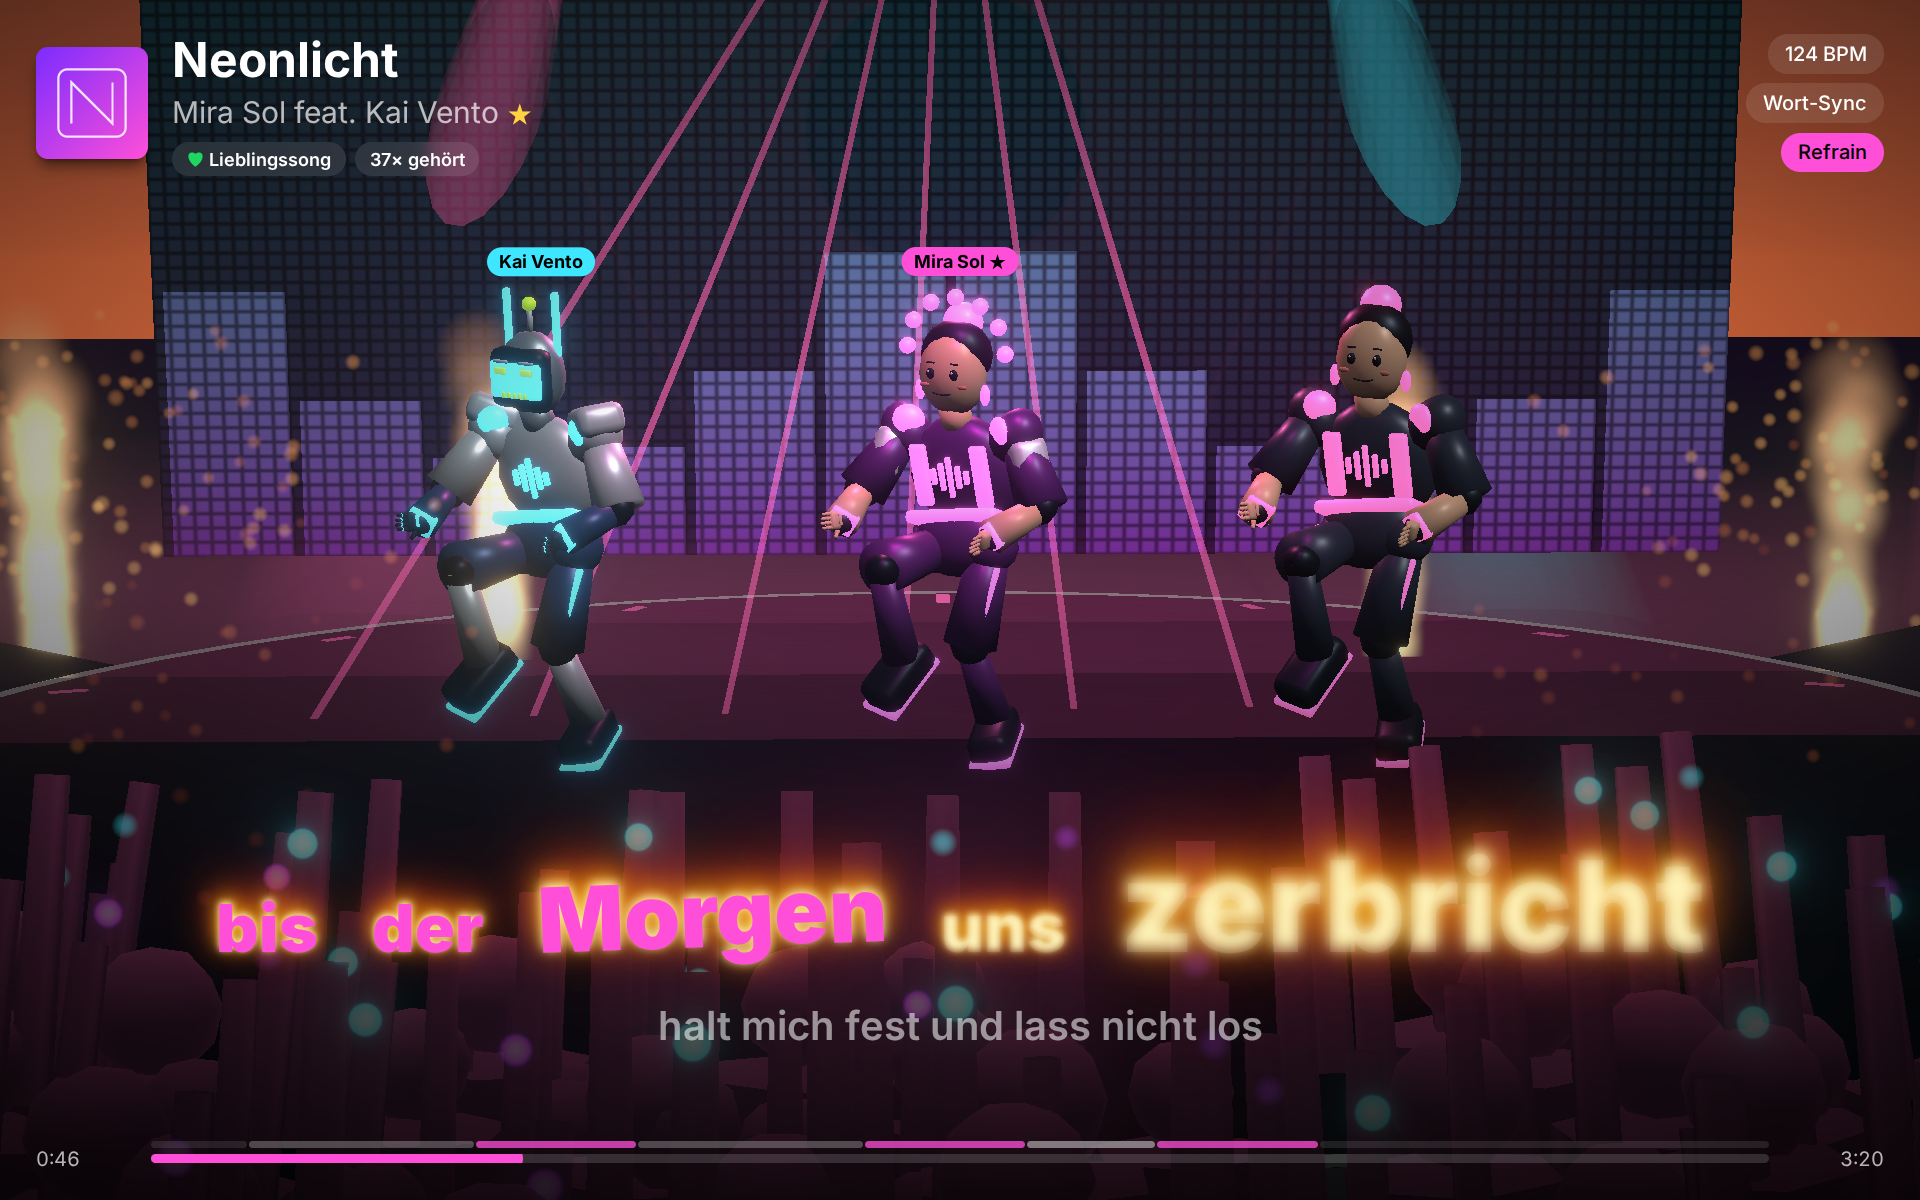 N
Neonlicht
Mira Sol feat. Kai Vento ★
Lieblingssong
37× gehört
124 BPM
Wort-Sync
Refrain
Kai Vento
Mira Sol ★
bis der Morgen uns zerbricht
halt mich fest und lass nicht los
0:46
3:20